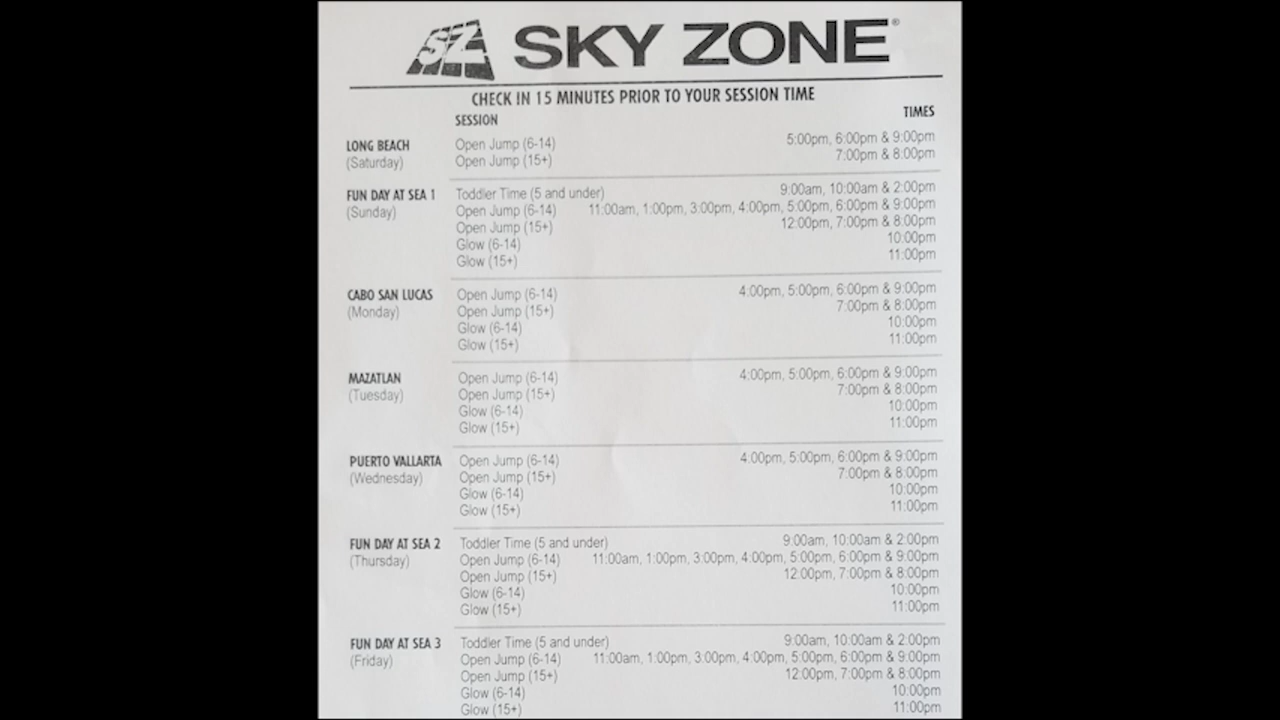 SZ SKY ZONE®
CHECK IN 15 MINUTES PRIOR TO YOUR SESSION TIME
SESSION TIMES
LONG BEACH Open Jump (6-14) 5:00pm, 6:00pm & 9:00pm
(Saturday) Open Jump (15+) 7:00pm & 8:00pm
FUN DAY AT SEA 1 Toddler Time (5 and under) 9:00am, 10:00am & 2:00pm
(Sunday) Open Jump (6-14) 11:00am, 1:00pm, 3:00pm, 4:00pm, 5:00pm, 6:00pm & 9:00pm
Open Jump (15+) 12:00pm, 7:00pm & 8:00pm
Glow (6-14) 10:00pm
Glow (15+) 11:00pm
CABO SAN LUCAS Open Jump (6-14) 4:00pm, 5:00pm, 6:00pm & 9:00pm
(Monday) Open Jump (15+) 7:00pm & 8:00pm
Glow (6-14) 10:00pm
Glow (15+) 11:00pm
MAZATLAN Open Jump (6-14) 4:00pm, 5:00pm, 6:00pm & 9:00pm
(Tuesday) Open Jump (15+) 7:00pm & 8:00pm
Glow (6-14) 10:00pm
Glow (15+) 11:00pm
PUERTO VALLARTA Open Jump (6-14) 4:00pm, 5:00pm, 6:00pm & 9:00pm
(Wednesday) Open Jump (15+) 7:00pm & 8:00pm
Glow (6-14) 10:00pm
Glow (15+) 11:00pm
FUN DAY AT SEA 2 Toddler Time (5 and under) 9:00am, 10:00am & 2:00pm
(Thursday) Open Jump (6-14) 11:00am, 1:00pm, 3:00pm, 4:00pm, 5:00pm, 6:00pm & 9:00pm
Open Jump (15+) 12:00pm, 7:00pm & 8:00pm
Glow (6-14) 10:00pm
Glow (15+) 11:00pm
FUN DAY AT SEA 3 Toddler Time (5 and under) 9:00am, 10:00am & 2:00pm
(Friday) Open Jump (6-14) 11:00am, 1:00pm, 3:00pm, 4:00pm, 5:00pm, 6:00pm & 9:00pm
Open Jump (15+) 12:00pm, 7:00pm & 8:00pm
Glow (6-14) 10:00pm
Glow (15+) 11:00pm